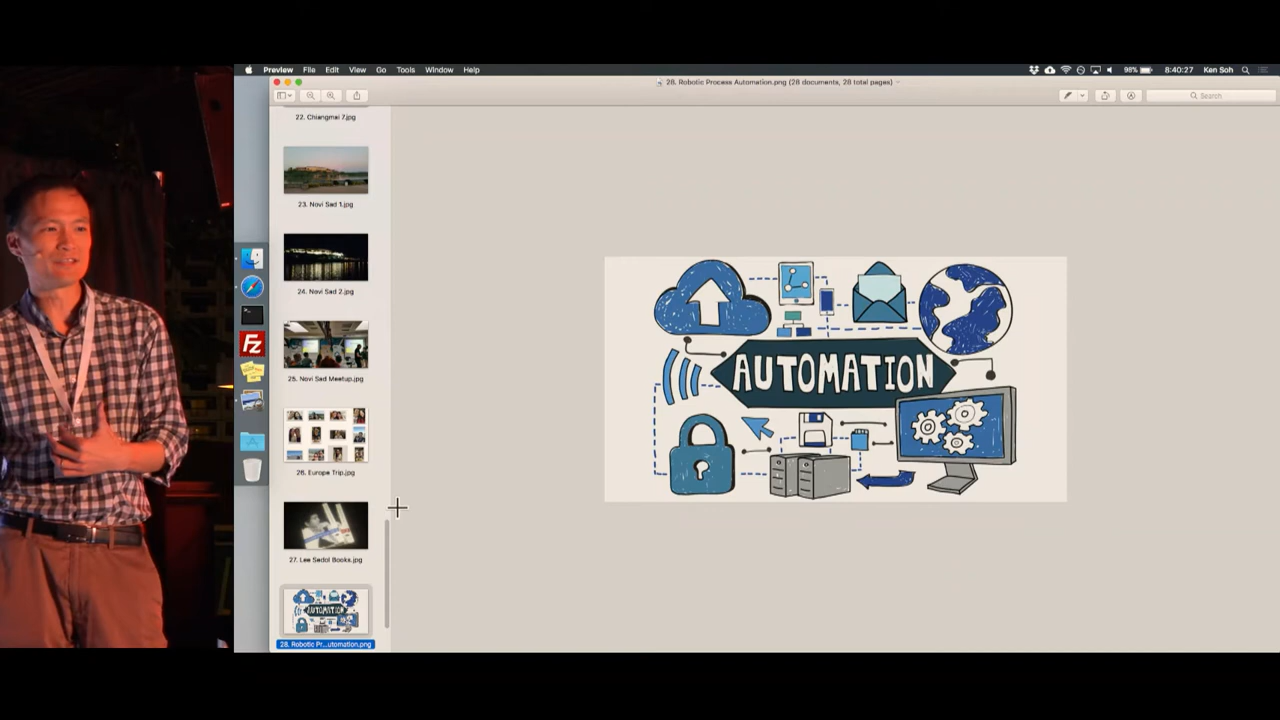 Preview File Edit View Go Tools Window Help
98% 8:40:27 Ken Soh
28. Robotic Process Automation.png (28 documents, 28 total pages)
Search
22. Chiangmai 7.jpg
23. Novi Sad 1.jpg
24. Novi Sad 2.jpg
25. Novi Sad Meetup.jpg
26. Europe Trip.jpg
27. Lee Sedol Books.jpg
AUTOMATION
28. Robotic Pr...utomation.png
AUTOMATION
Fz